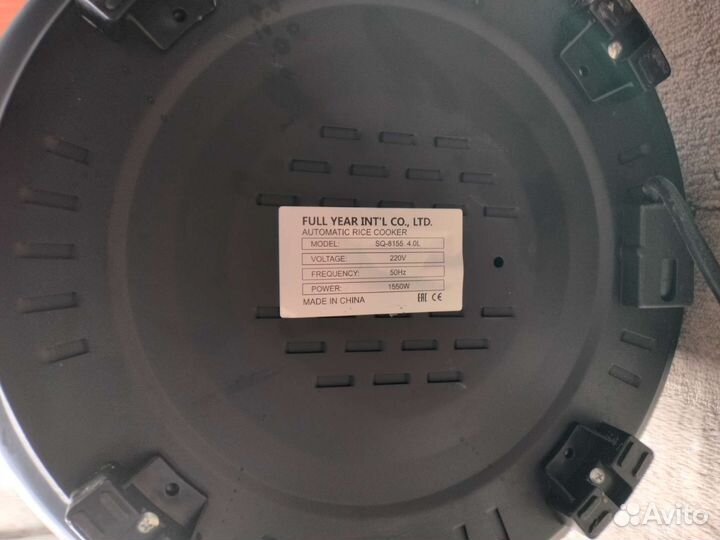 FULL YEAR INT'L CO., LTD.
AUTOMATIC RICE COOKER
MODEL: SQ-8155 4.0L
VOLTAGE: 220V
FREQUENCY: 50Hz
POWER: 1550W
MADE IN CHINA EAC CE
Avito